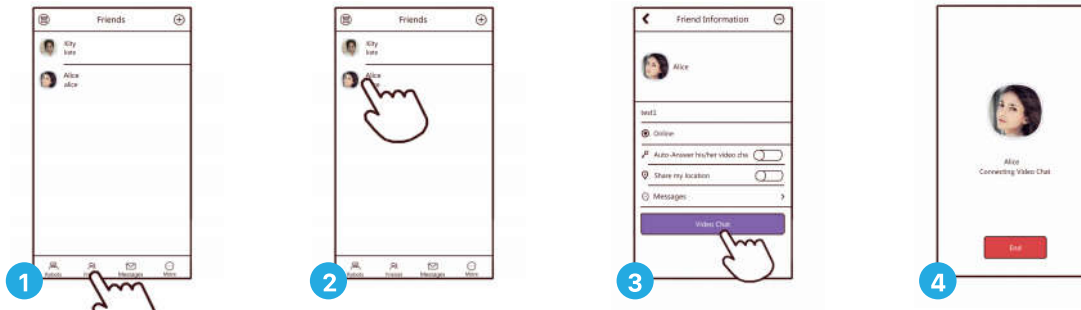 Friends
Kity
kate
Alice
alice
Robots
Messages
More
1
Friends
Kity
kate
Alice
Robots
Friends
Messages
More
2
Friend Information
Alice
test1
Online
Auto-Answer his/her video cha
Share my location
Messages
Video Chat
3
Alice
Connecting Video Chat
End
4